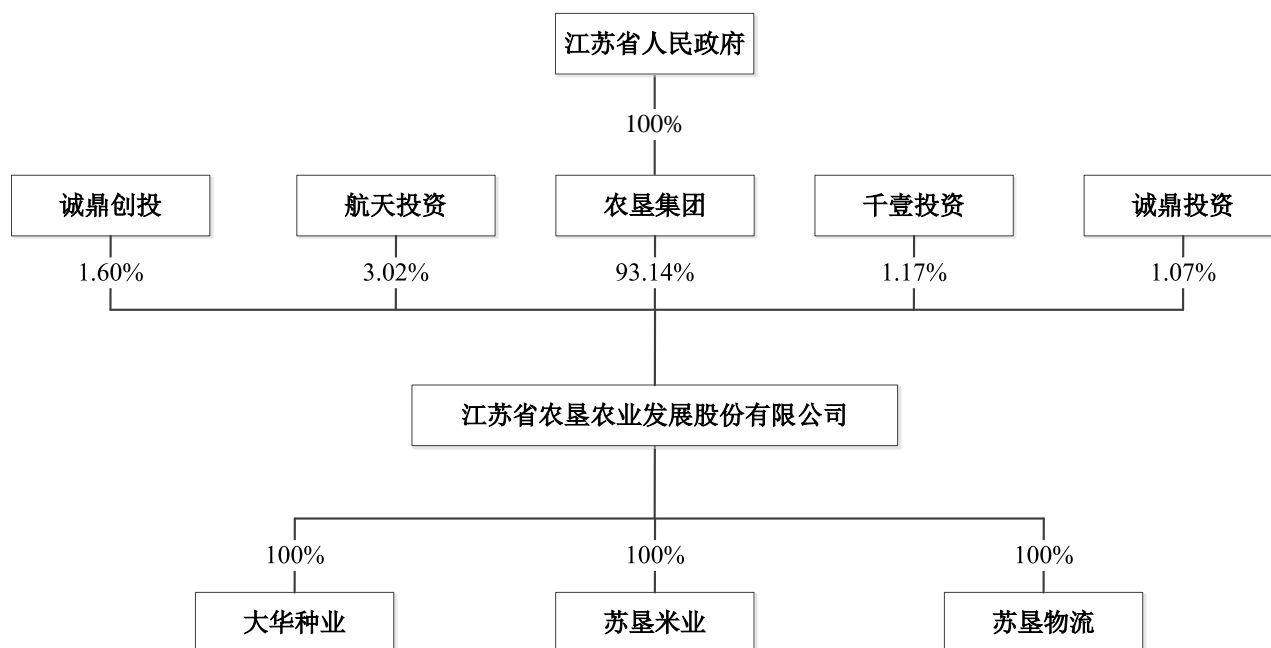 江苏省人民政府
100%
诚鼎创投
航天投资
农垦集团
千壹投资
诚鼎投资
1.60%
3.02%
93.14%
1.17%
1.07%
江苏省农垦农业发展股份有限公司
100%
100%
100%
大华种业
苏垦米业
苏垦物流